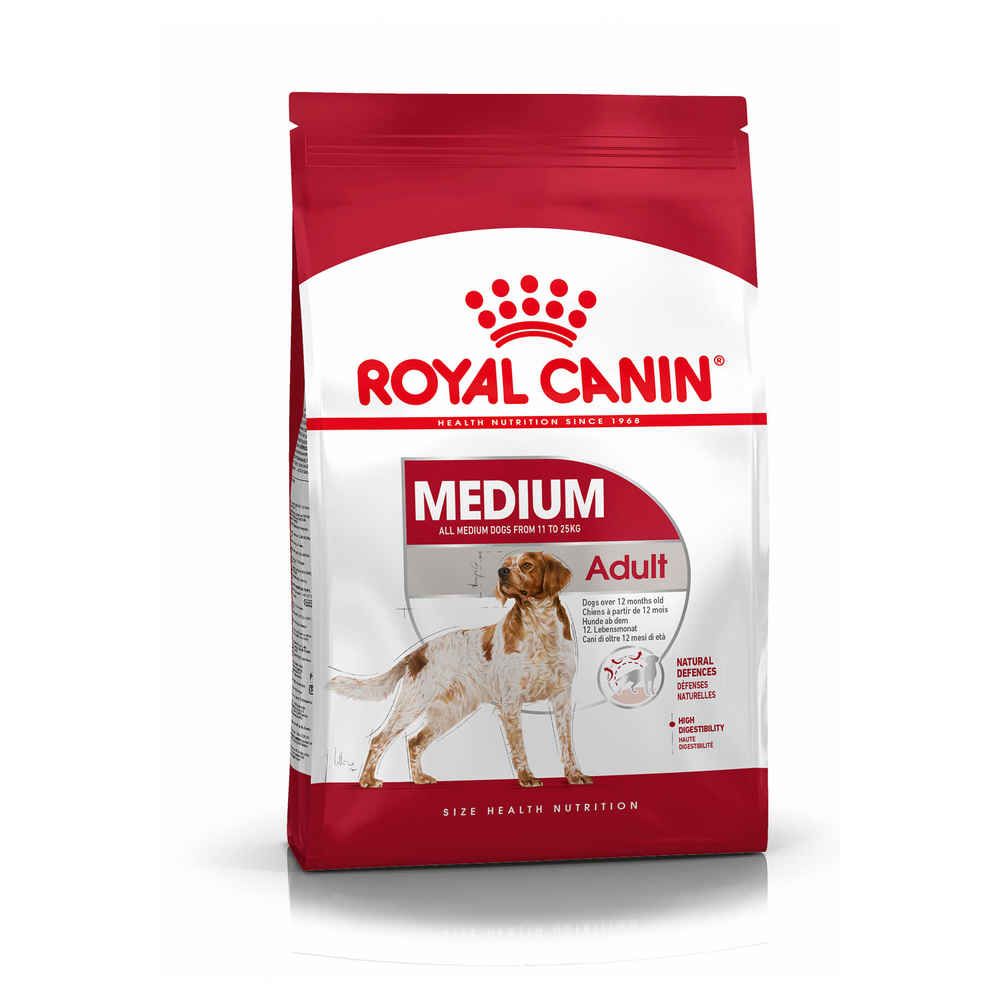 ROYAL CANIN®
HEALTH NUTRITION SINCE 1968
MEDIUM
ALL MEDIUM DOGS FROM 11 TO 25KG
Adult
Dogs over 12 months old
Chiens à partir de 12 mois
Hunde ab dem
12. Lebensmonat
Cani di oltre 12 mesi di età
NATURAL
DEFENCES
DÉFENSES
NATURELLES
HIGH
DIGESTIBILITY
HAUTE
DIGESTIBILITÉ
SIZE HEALTH NUTRITION